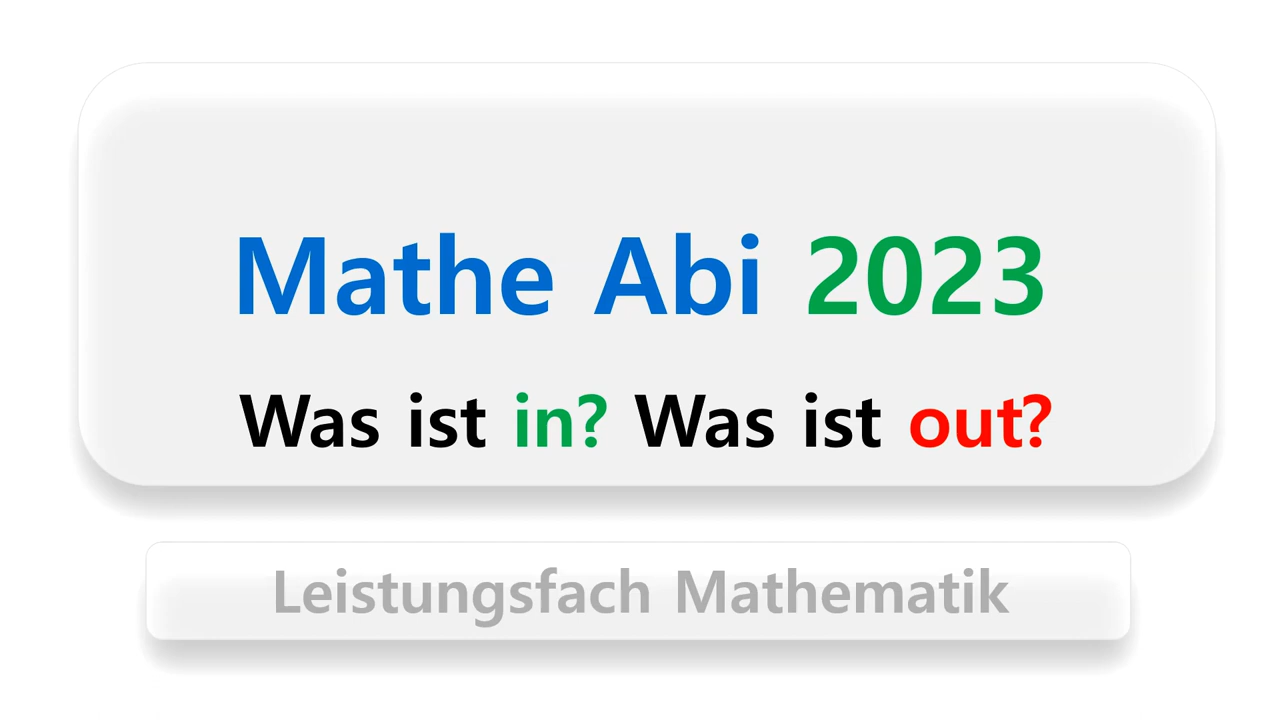 Mathe Abi 2023
Was ist in? Was ist out?
Leistungsfach Mathematik